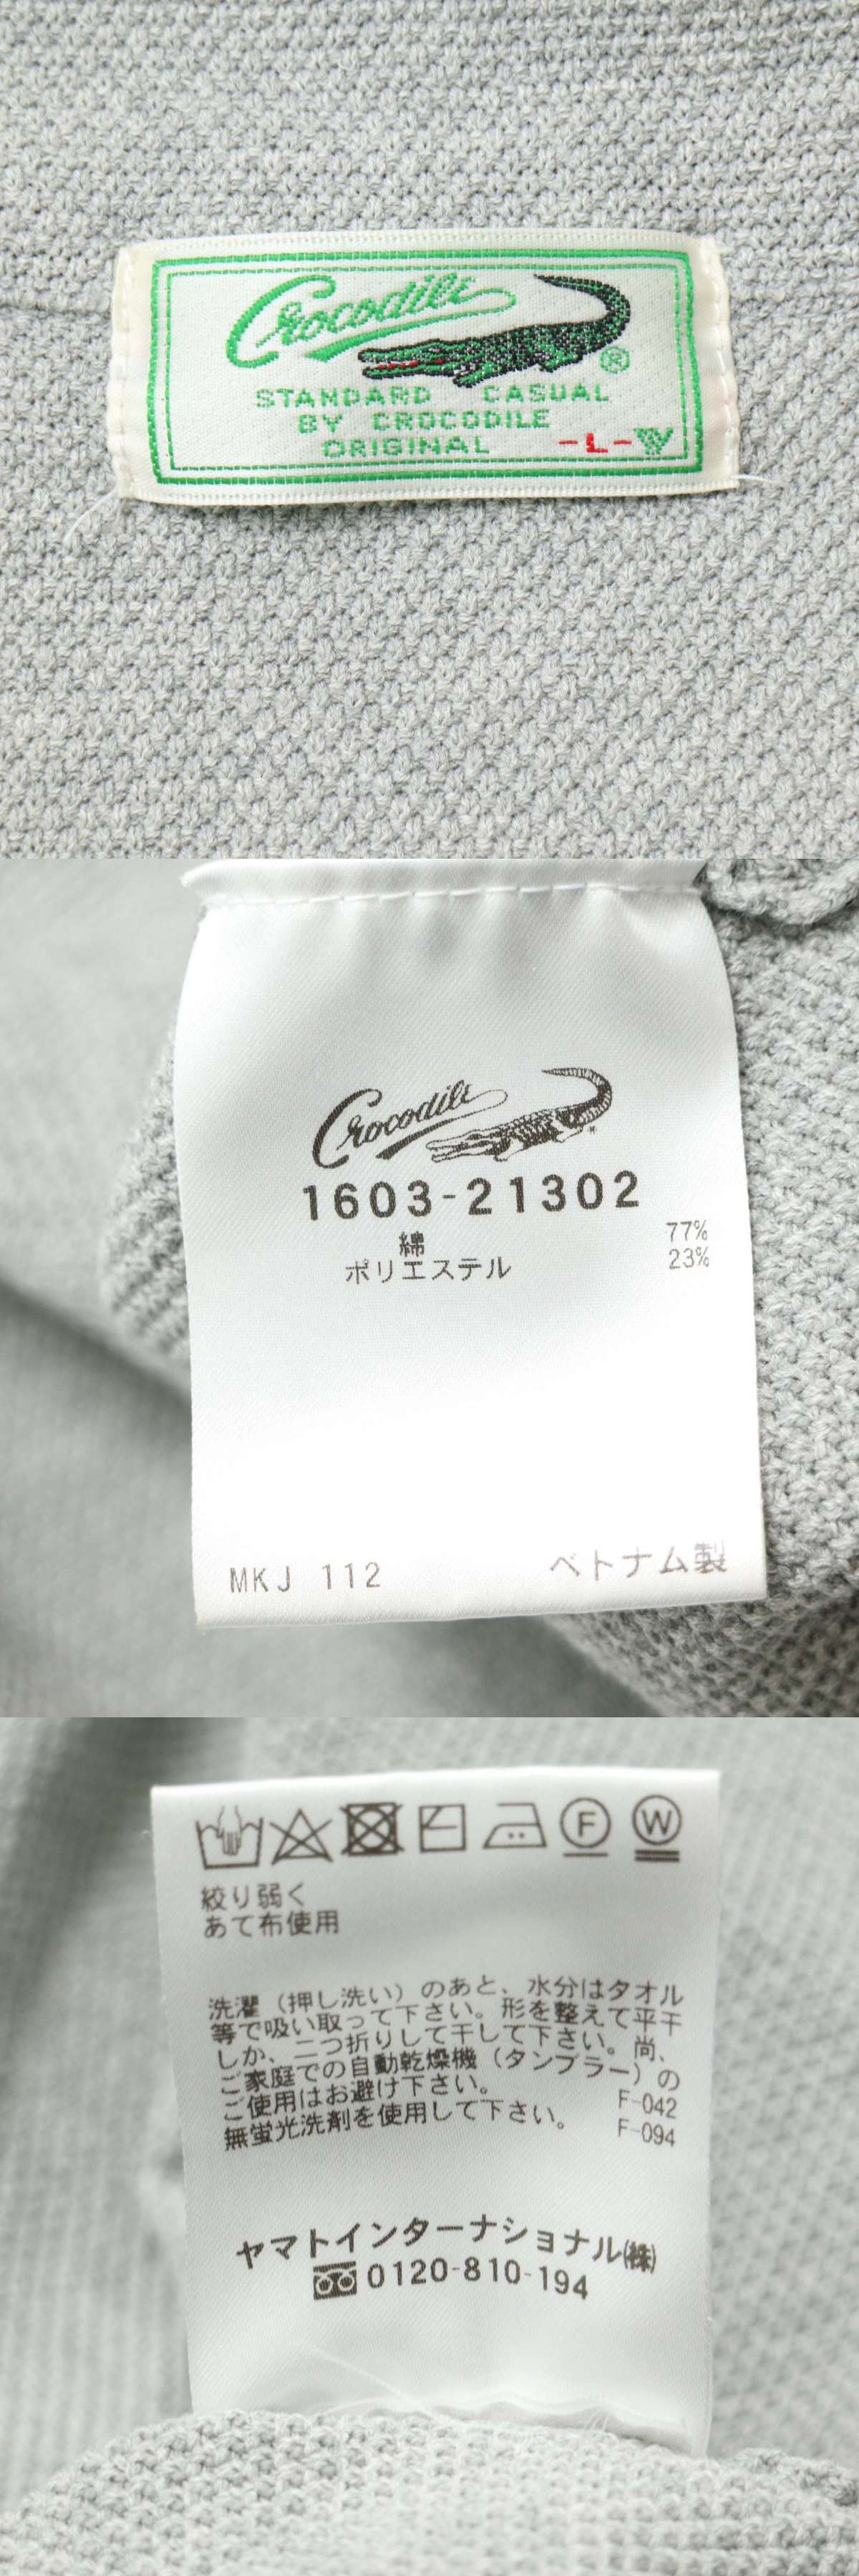 Crocodile
®
STANDARD CASUAL
BY CROCODILE
ORIGINAL -L-
Crocodile
1603-21302
綿 77%
ポリエステル 23%
MKJ 112 ベトナム製
F W
絞り弱く
あて布使用
洗濯（押し洗い）のあと、水分はタオル
等で吸い取って下さい。形を整えて平干
しか、二つ折りして干して下さい。尚、
ご家庭での自動乾燥機（タンブラー）の
ご使用はお避け下さい。 F-042
無蛍光洗剤を使用して下さい。 F-094
ヤマトインターナショナル㈱
0120-810-194